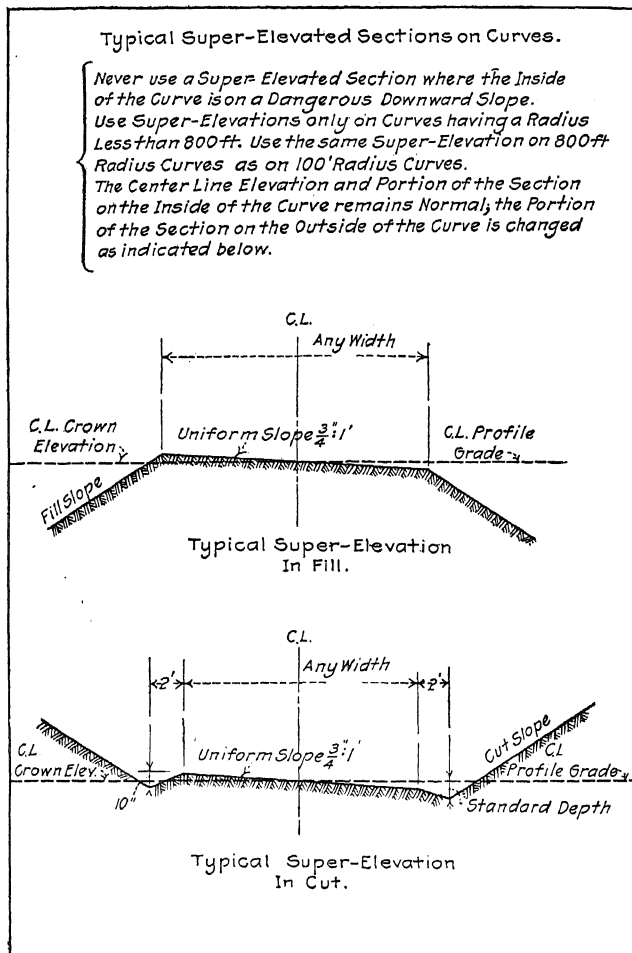 Typical Super-Elevated Sections on Curves.
Never use a Super-Elevated Section where the Inside
of the Curve is on a Dangerous Downward Slope.
Use Super-Elevations only on Curves having a Radius
Less than 800ft. Use the same Super-Elevation on 800ft
Radius Curves as on 100' Radius Curves.
The Center Line Elevation and Portion of the Section
on the Inside of the Curve remains Normal; the Portion
of the Section on the Outside of the Curve is changed
as indicated below.
C.L.
Any Width
C.L. Crown
Elevation
Uniform Slope 3/4":1'
C.L. Profile
Grade
Fill Slope
Typical Super-Elevation
In Fill.
C.L.
2'
Any Width
2'
C.L
Crown Elev.
Uniform Slope 3/4":1'
Cut Slope
C.L
Profile Grade
10"
Standard Depth
Typical Super-Elevation
In Cut.